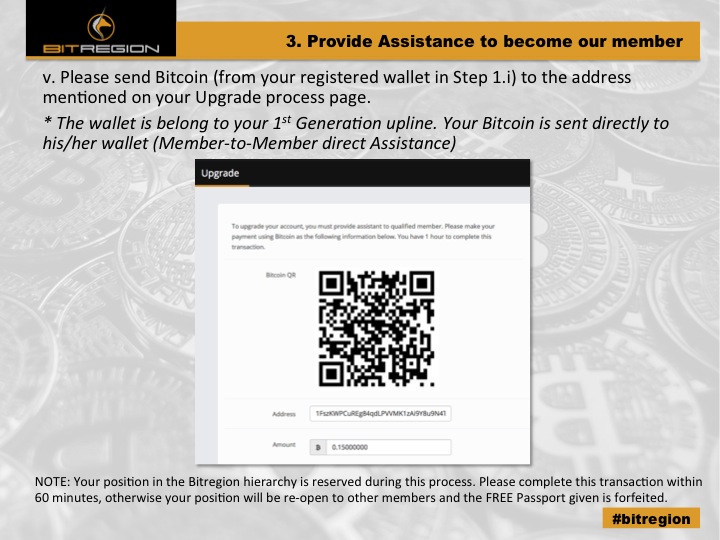 BITREGION
3. Provide Assistance to become our member
v. Please send Bitcoin (from your registered wallet in Step 1.i) to the address
mentioned on your Upgrade process page.
* The wallet is belong to your 1st Generation upline. Your Bitcoin is sent directly to
his/her wallet (Member-to-Member direct Assistance)
Upgrade
To upgrade your account, you must provide assistant to qualified member. Please make your
payment using Bitcoin as the following information below. You have 1 hour to complete this
transaction.
Bitcoin QR
Address
Amount
0.15000000
NOTE: Your position in the Bitregion hierarchy is reserved during this process. Please complete this transaction within
60 minutes, otherwise your position will be re-open to other members and the FREE Passport given is forfeited.
#bitregion